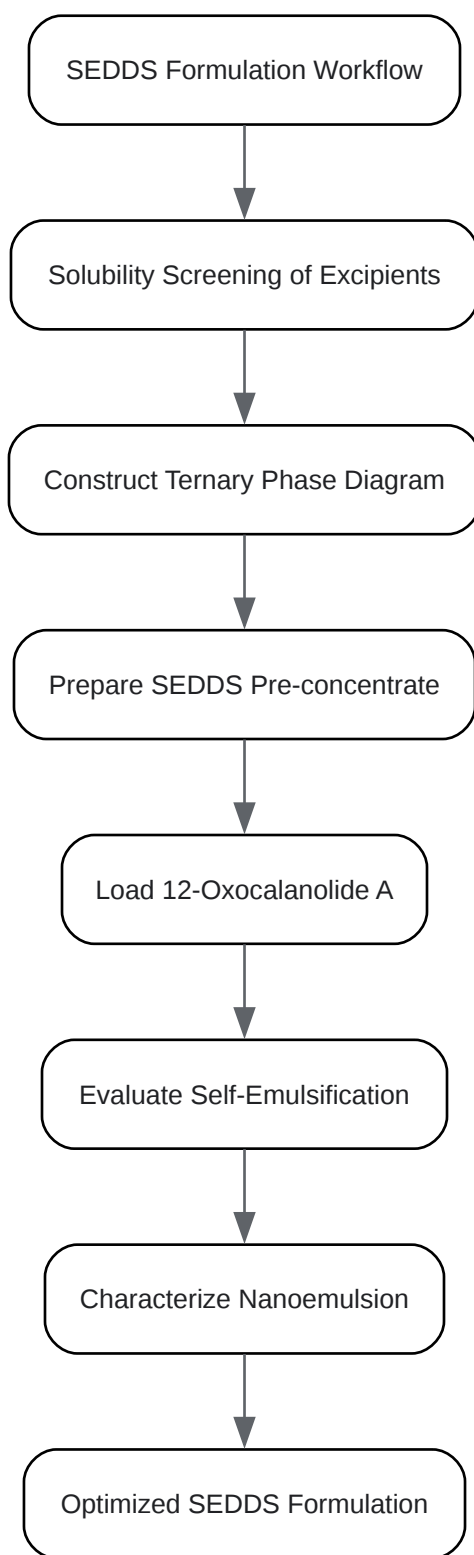 SEDDS Formulation Workflow
Solubility Screening of Excipients
Construct Ternary Phase Diagram
Prepare SEDDS Pre-concentrate
Load 12-Oxocalanolide A
Evaluate Self-Emulsification
Characterize Nanoemulsion
Optimized SEDDS Formulation